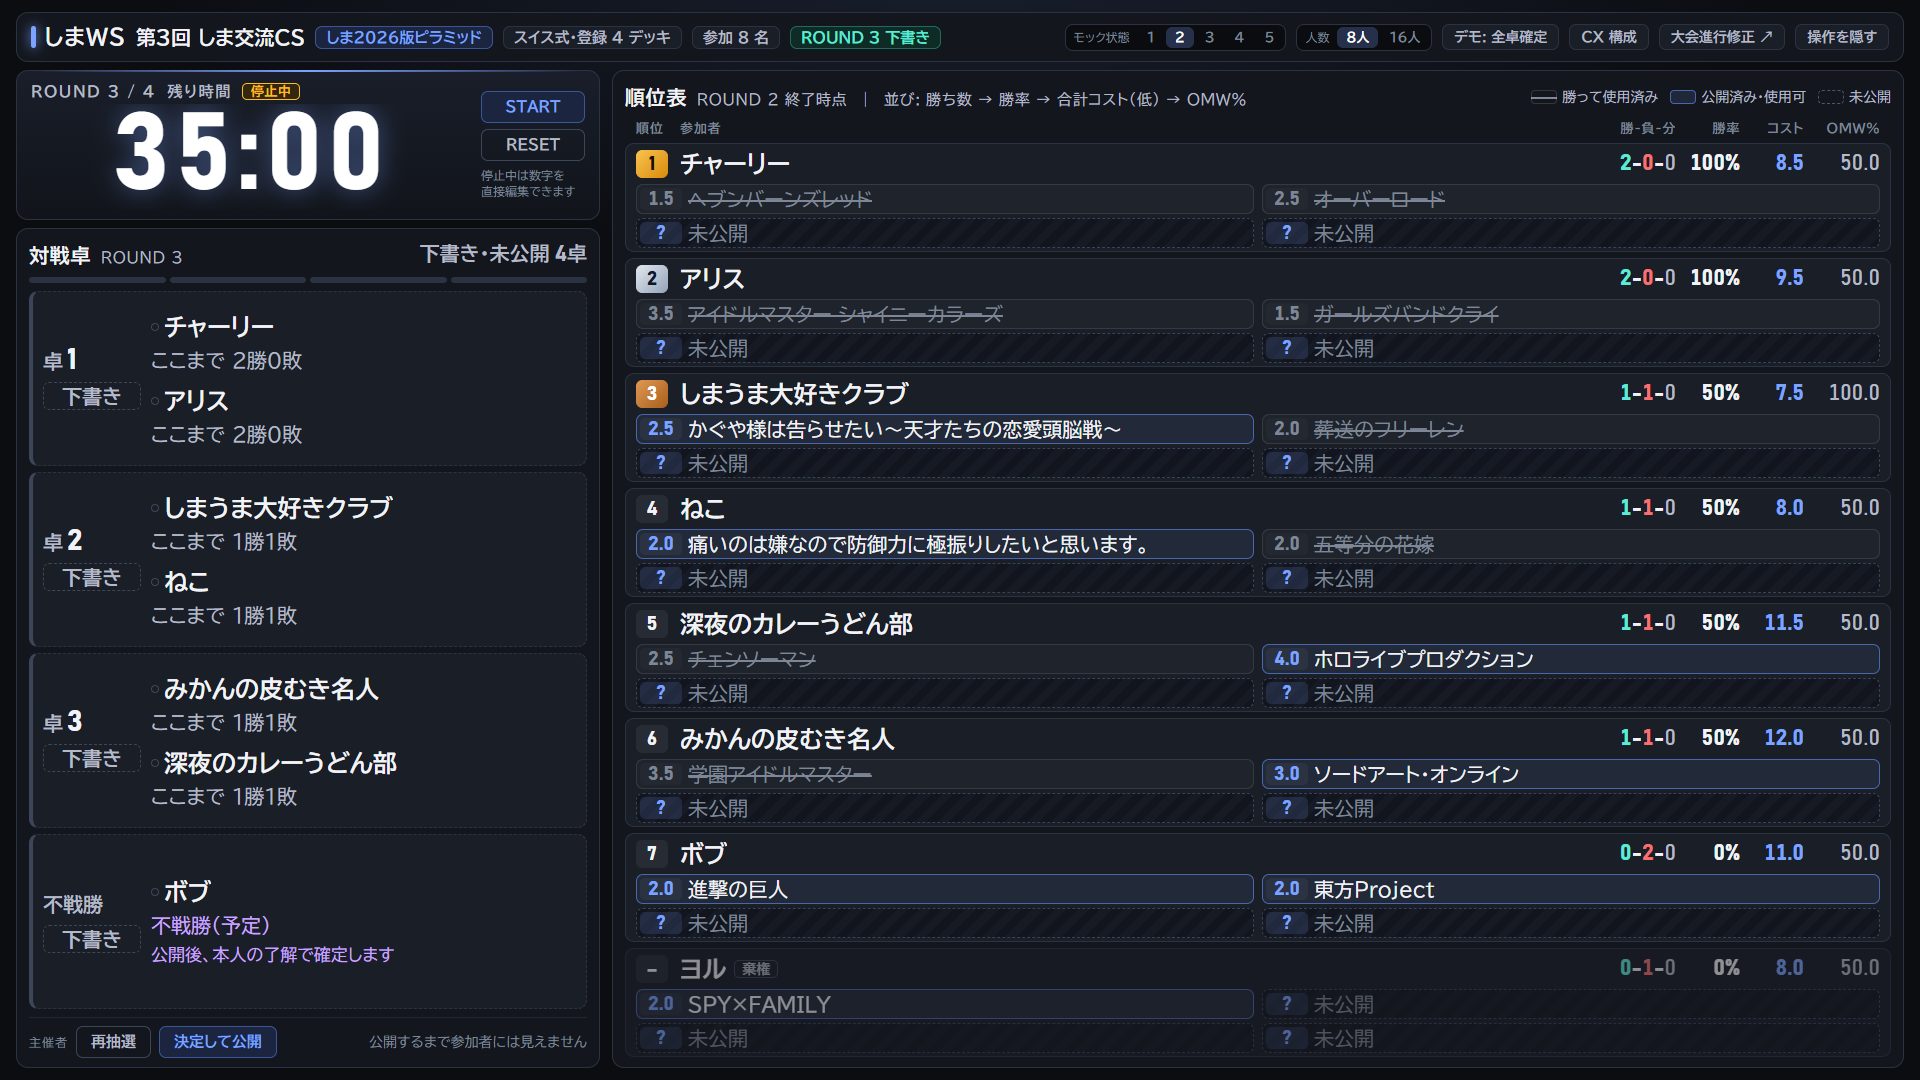 しまWS 第3回 しま交流CS しま2026版ピラミッド スイス式・登録 4 デッキ 参加 8 名 ROUND 3 下書き モック状態 1 2 3 4 5 人数 8人 16人 デモ: 全卓確定 CX 構成 大会進行修正 ↗ 操作を隠す
ROUND 3 / 4 残り時間 停止中
35:00
START
RESET
停止中は数字を
直接編集できます
対戦卓 ROUND 3 下書き・未公開 4卓
卓1
下書き
チャーリー
ここまで 2勝0敗
アリス
ここまで 2勝0敗
卓2
下書き
しまうま大好きクラブ
ここまで 1勝1敗
ねこ
ここまで 1勝1敗
卓3
下書き
みかんの皮むき名人
ここまで 1勝1敗
深夜のカレーうどん部
ここまで 1勝1敗
不戦勝
下書き
ボブ
不戦勝(予定)
公開後、本人の了解で確定します
主催者 再抽選 決定して公開 公開するまで参加者には見えません
順位表 ROUND 2 終了時点 | 並び: 勝ち数 → 勝率 → 合計コスト(低) → OMW% 勝って使用済み 公開済み・使用可 未公開
順位 参加者 勝-負-分 勝率 コスト OMW%
1 チャーリー 2-0-0 100% 8.5 50.0
1.5 ヘブンバーンズレッド 2.5 オーバーロード
? 未公開 ? 未公開
2 アリス 2-0-0 100% 9.5 50.0
3.5 アイドルマスター シャイニーカラーズ 1.5 ガールズバンドクライ
? 未公開 ? 未公開
3 しまうま大好きクラブ 1-1-0 50% 7.5 100.0
2.5 かぐや様は告らせたい〜天才たちの恋愛頭脳戦〜 2.0 葬送のフリーレン
? 未公開 ? 未公開
4 ねこ 1-1-0 50% 8.0 50.0
2.0 痛いのは嫌なので防御力に極振りしたいと思います。 2.0 五等分の花嫁
? 未公開 ? 未公開
5 深夜のカレーうどん部 1-1-0 50% 11.5 50.0
2.5 チェンソーマン 4.0 ホロライブプロダクション
? 未公開 ? 未公開
6 みかんの皮むき名人 1-1-0 50% 12.0 50.0
3.5 学園アイドルマスター 3.0 ソードアート・オンライン
? 未公開 ? 未公開
7 ボブ 0-2-0 0% 11.0 50.0
2.0 進撃の巨人 2.0 東方Project
? 未公開 ? 未公開
– ヨル 棄権 0-1-0 0% 8.0 50.0
2.0 SPY×FAMILY ? 未公開
? 未公開 ? 未公開